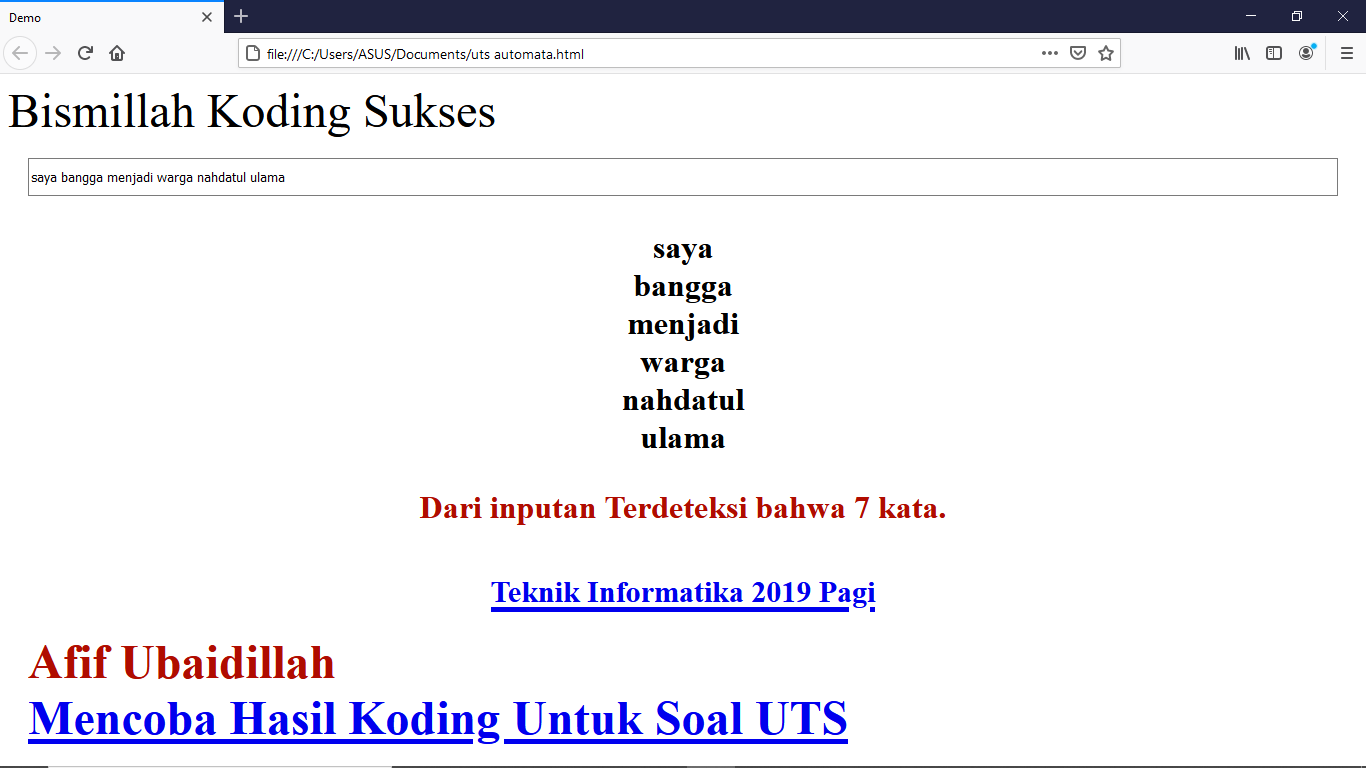 Demo
file:///C:/Users/ASUS/Documents/uts automata.html
Bismillah Koding Sukses
saya bangga menjadi warga nahdatul ulama
saya
bangga
menjadi
warga
nahdatul
ulama
Dari inputan Terdeteksi bahwa 7 kata.
Teknik Informatika 2019 Pagi
Afif Ubaidillah
Mencoba Hasil Koding Untuk Soal UTS